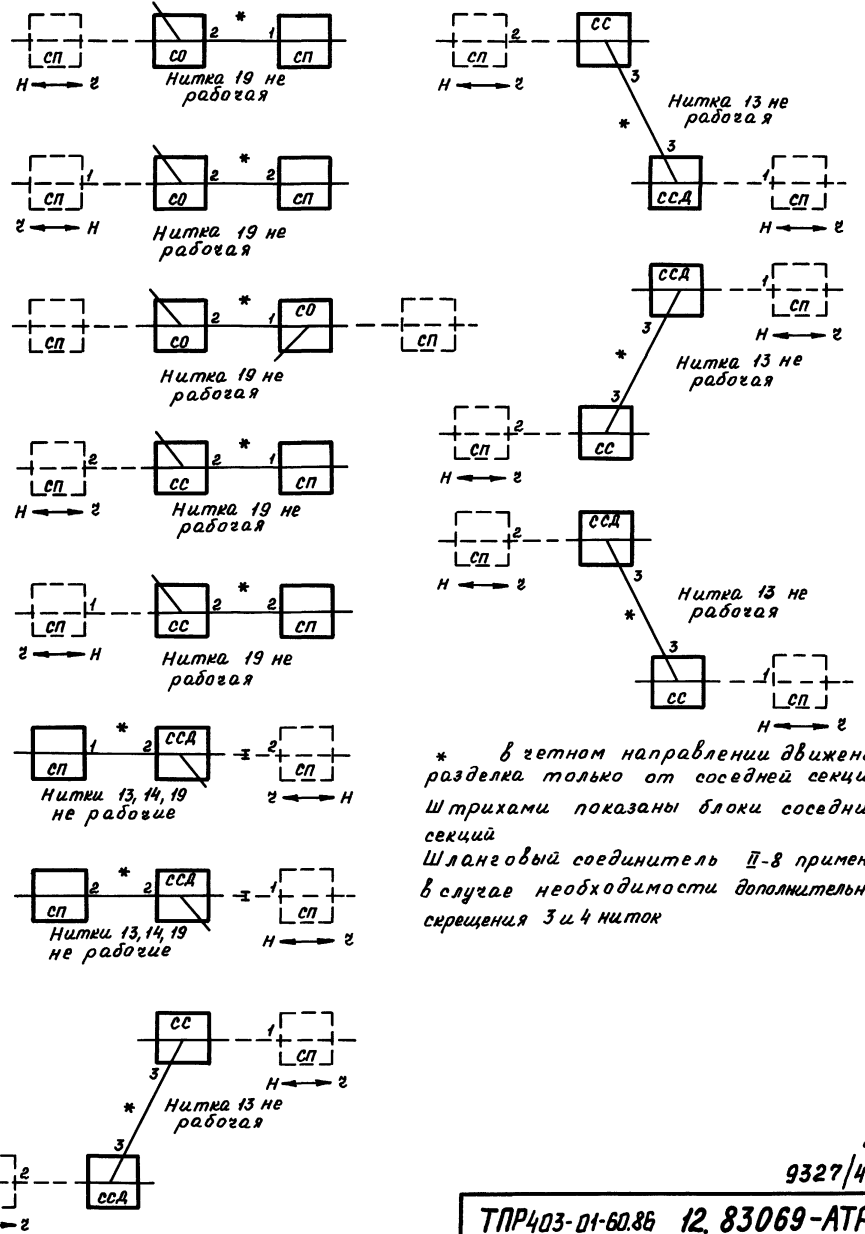 *
2 1
СП СО СП
Н ч
Нитка 19 не
рабочая
*
1 2 2
СП СО СП
ч Н
Нитка 19 не
рабочая
*
СО
2 1
СП СО СП
Нитка 19 не
рабочая
*
2 2 1
СП СС СП
Н ч
Нитка 19 не
рабочая
*
1 2 2
СП СС СП
ч Н
Нитка 19 не
рабочая
*
ССД
1 2 2
СП СП
ч Н
Нитки 13, 14, 19
не рабочие
*
ССД
2 2 1
СП СП
Н ч
Нитки 13, 14, 19
не рабочие
СС
1
СП
3
Н ч
*
Нитка 13 не
рабочая
3
2
ССД
ч
СС
2
СП
3
Н ч
Нитка 13 не
рабочая
*
3
1
ССД СП
Н ч
ССД
1
СП
3
Н ч
*
Нитка 13 не
рабочая
3
2
СП СС
Н ч
ССД
2
СП
3
Н ч
Нитка 13 не
рабочая
*
3
1
СС СП
Н ч
* в четном направлении движен
разделка только от соседней секци
Штрихами показаны блоки соседни
секций
Шланговый соединитель II-8 примен
в случае необходимости дополнительн
скрещения 3 и 4 ниток
9327/4
ТПР403-01-60.86 12. 83069-АТ